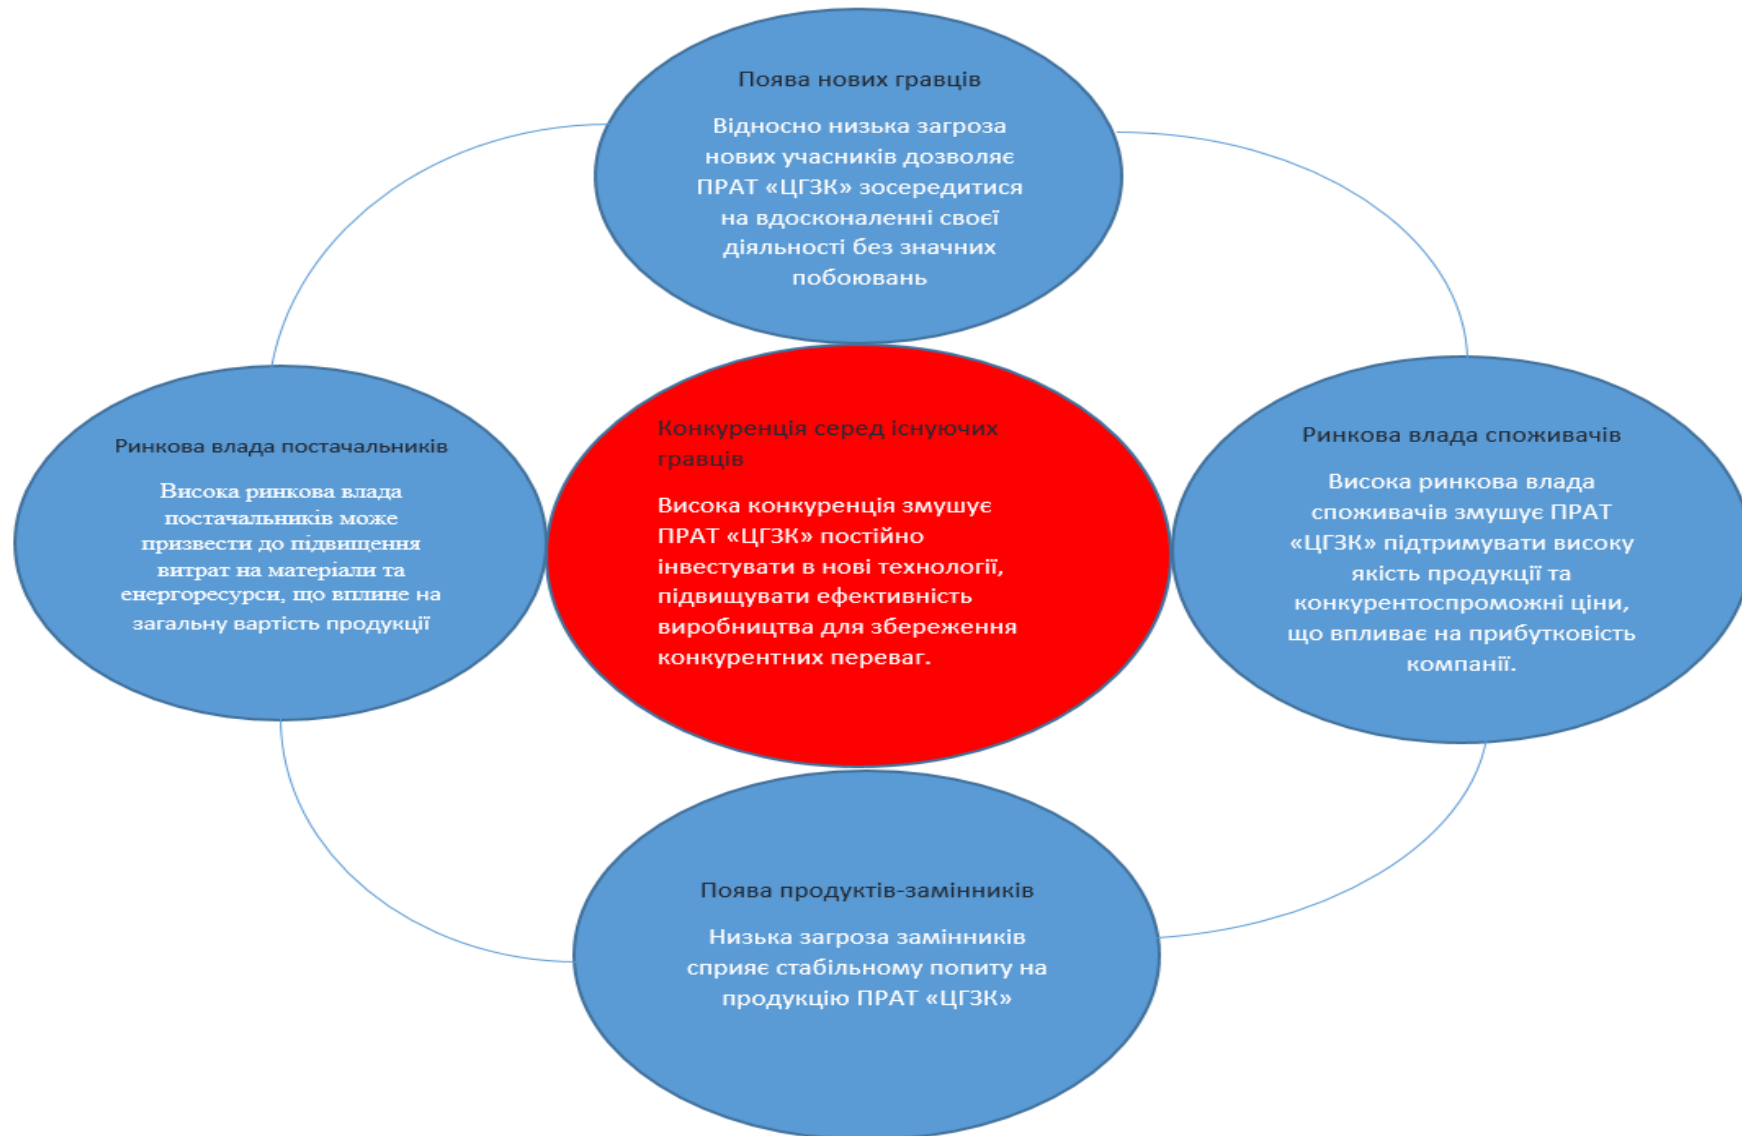 Поява нових гравців
Відносно низька загроза
нових учасників дозволяє
ПРАТ «ЦГЗК» зосередитися
на вдосконаленні своєї
діяльності без значних
побоювань
Ринкова влада постачальників
Висока ринкова влада
постачальників може
призвести до підвищення
витрат на матеріали та
енергоресурси, що вплине на
загальну вартість продукції
Конкуренція серед існуючих
гравців
Висока конкуренція змушує
ПРАТ «ЦГЗК» постійно
інвестувати в нові технології,
підвищувати ефективність
виробництва для збереження
конкурентних переваг.
Ринкова влада споживачів
Висока ринкова влада
споживачів змушує ПРАТ
«ЦГЗК» підтримувати високу
якість продукції та
конкурентоспроможні ціни,
що впливає на прибутковість
компанії.
Поява продуктів-замінників
Низька загроза замінників
сприяє стабільному попиту на
продукцію ПРАТ «ЦГЗК»